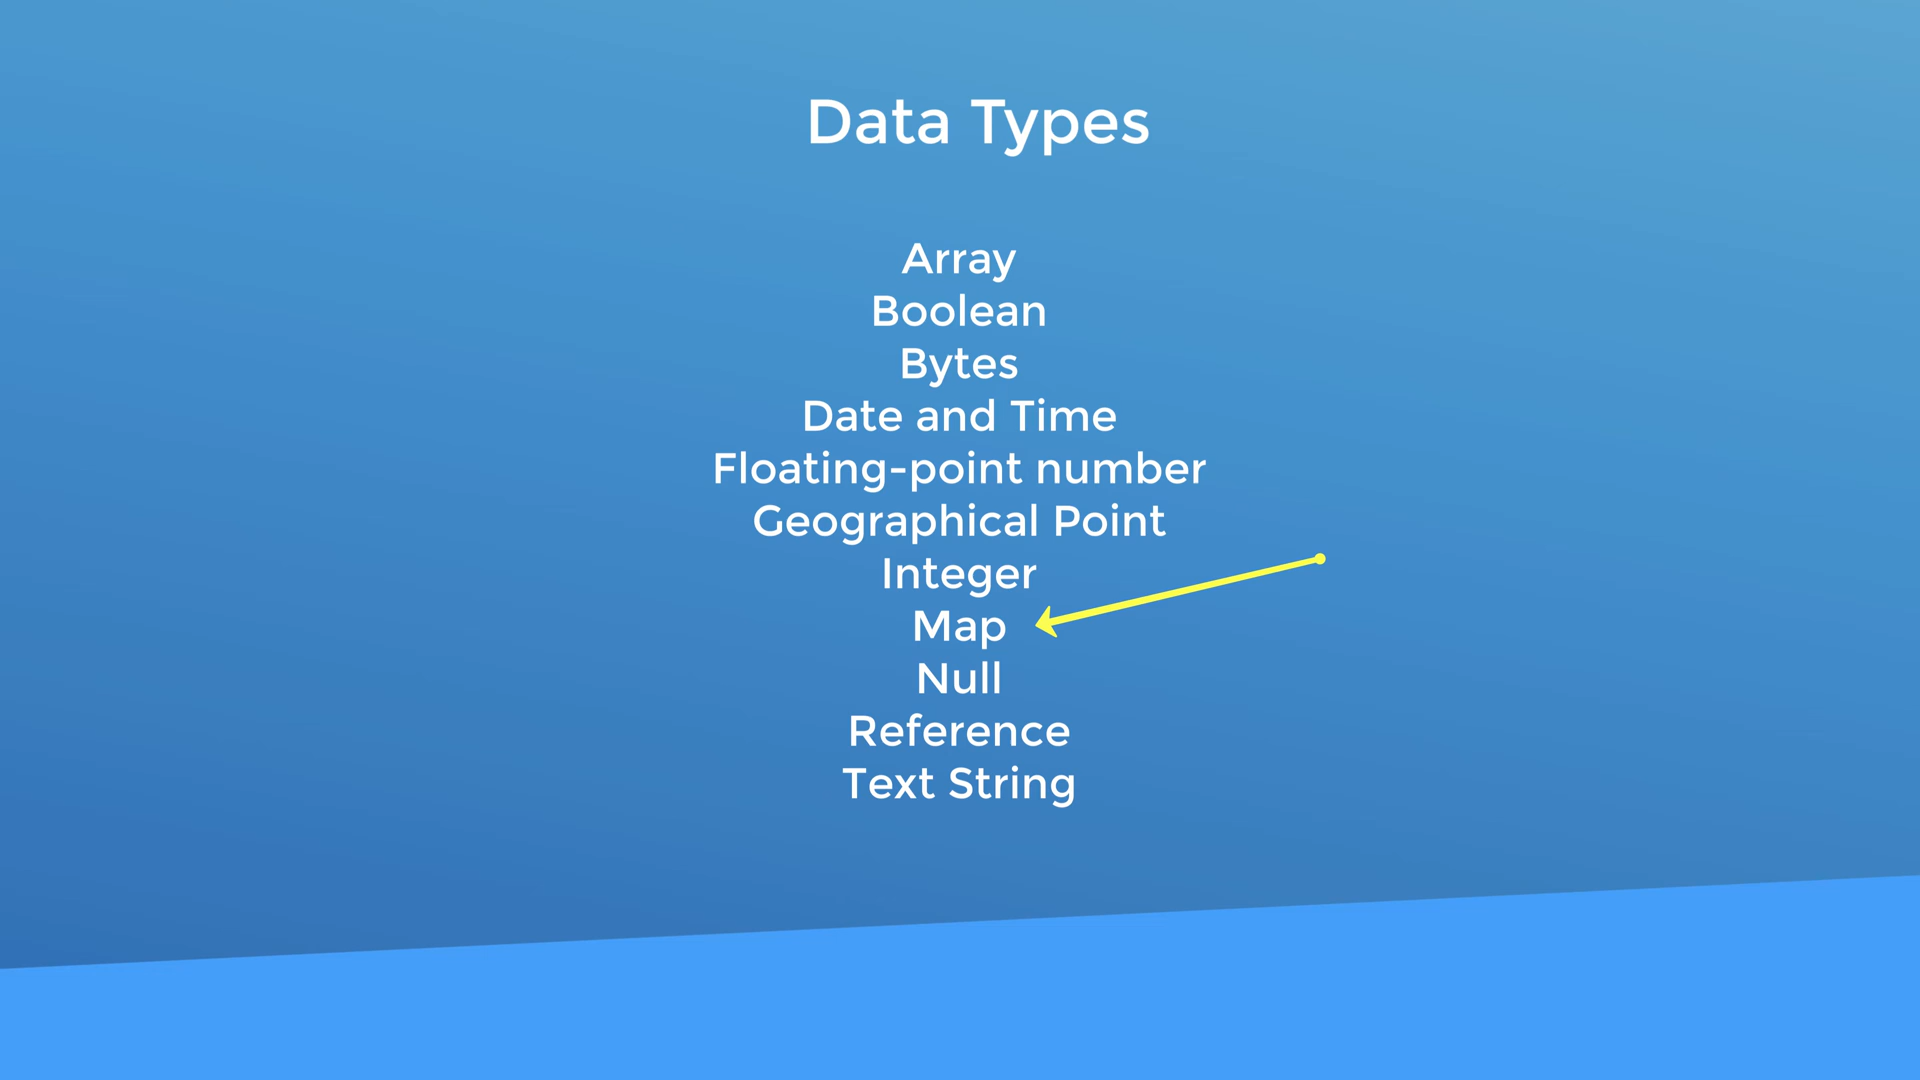 Data Types
Array
Boolean
Bytes
Date and Time
Floating-point number
Geographical Point
Integer
Map
Null
Reference
Text String